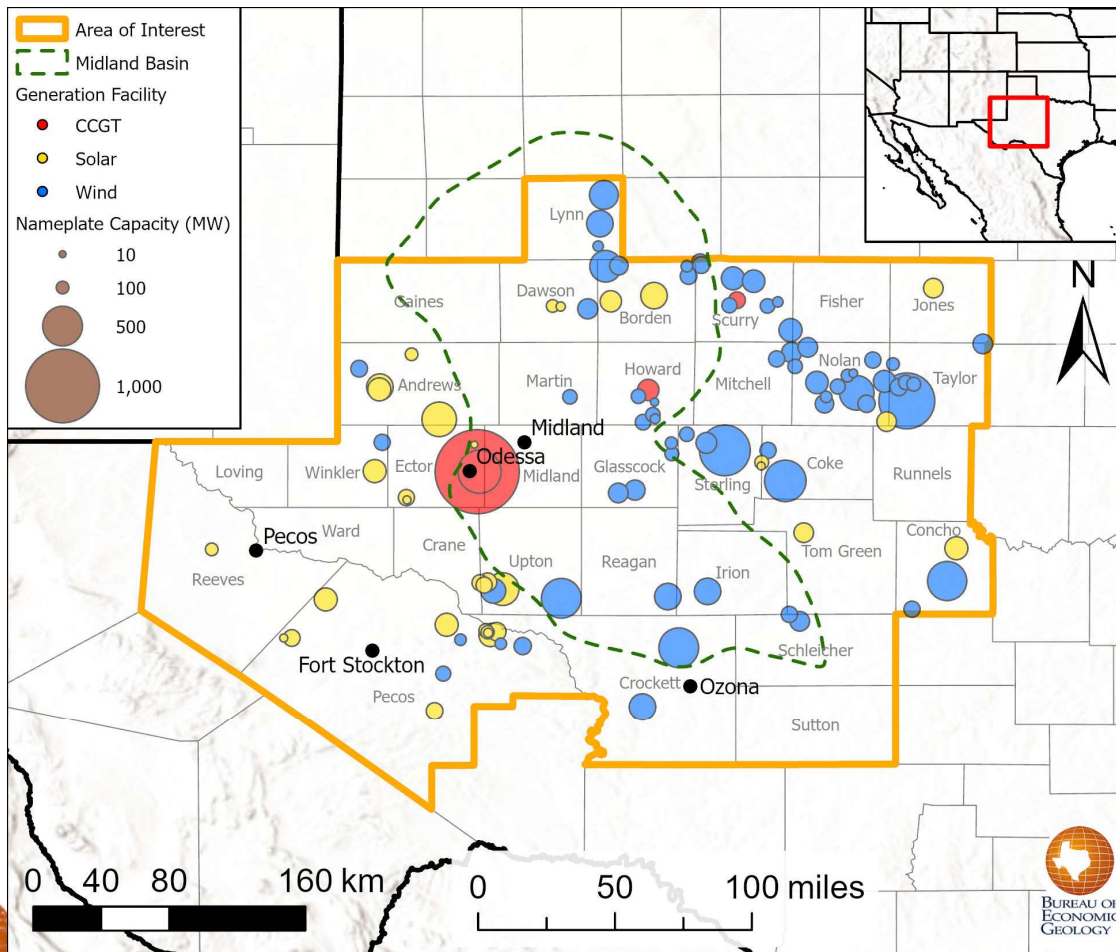 Area of Interest
Midland Basin
Generation Facility
CCGT
Solar
Wind
Nameplate Capacity (MW)
10
100
500
1,000
N
Lynn
Gaines
Dawson
Borden
Scurry
Fisher
Jones
Andrews
Martin
Howard
Mitchell
Nolan
Taylor
Midland
Loving
Winkler
Ector
Odessa
Midland
Glasscock
Sterling
Coke
Runnels
Pecos
Ward
Crane
Upton
Reagan
Irion
Tom Green
Concho
Reeves
Fort Stockton
Pecos
Crockett
Ozona
Schleicher
Sutton
0 40 80 160 km
0 50 100 miles
BUREAU OF
ECONOMIC
GEOLOGY